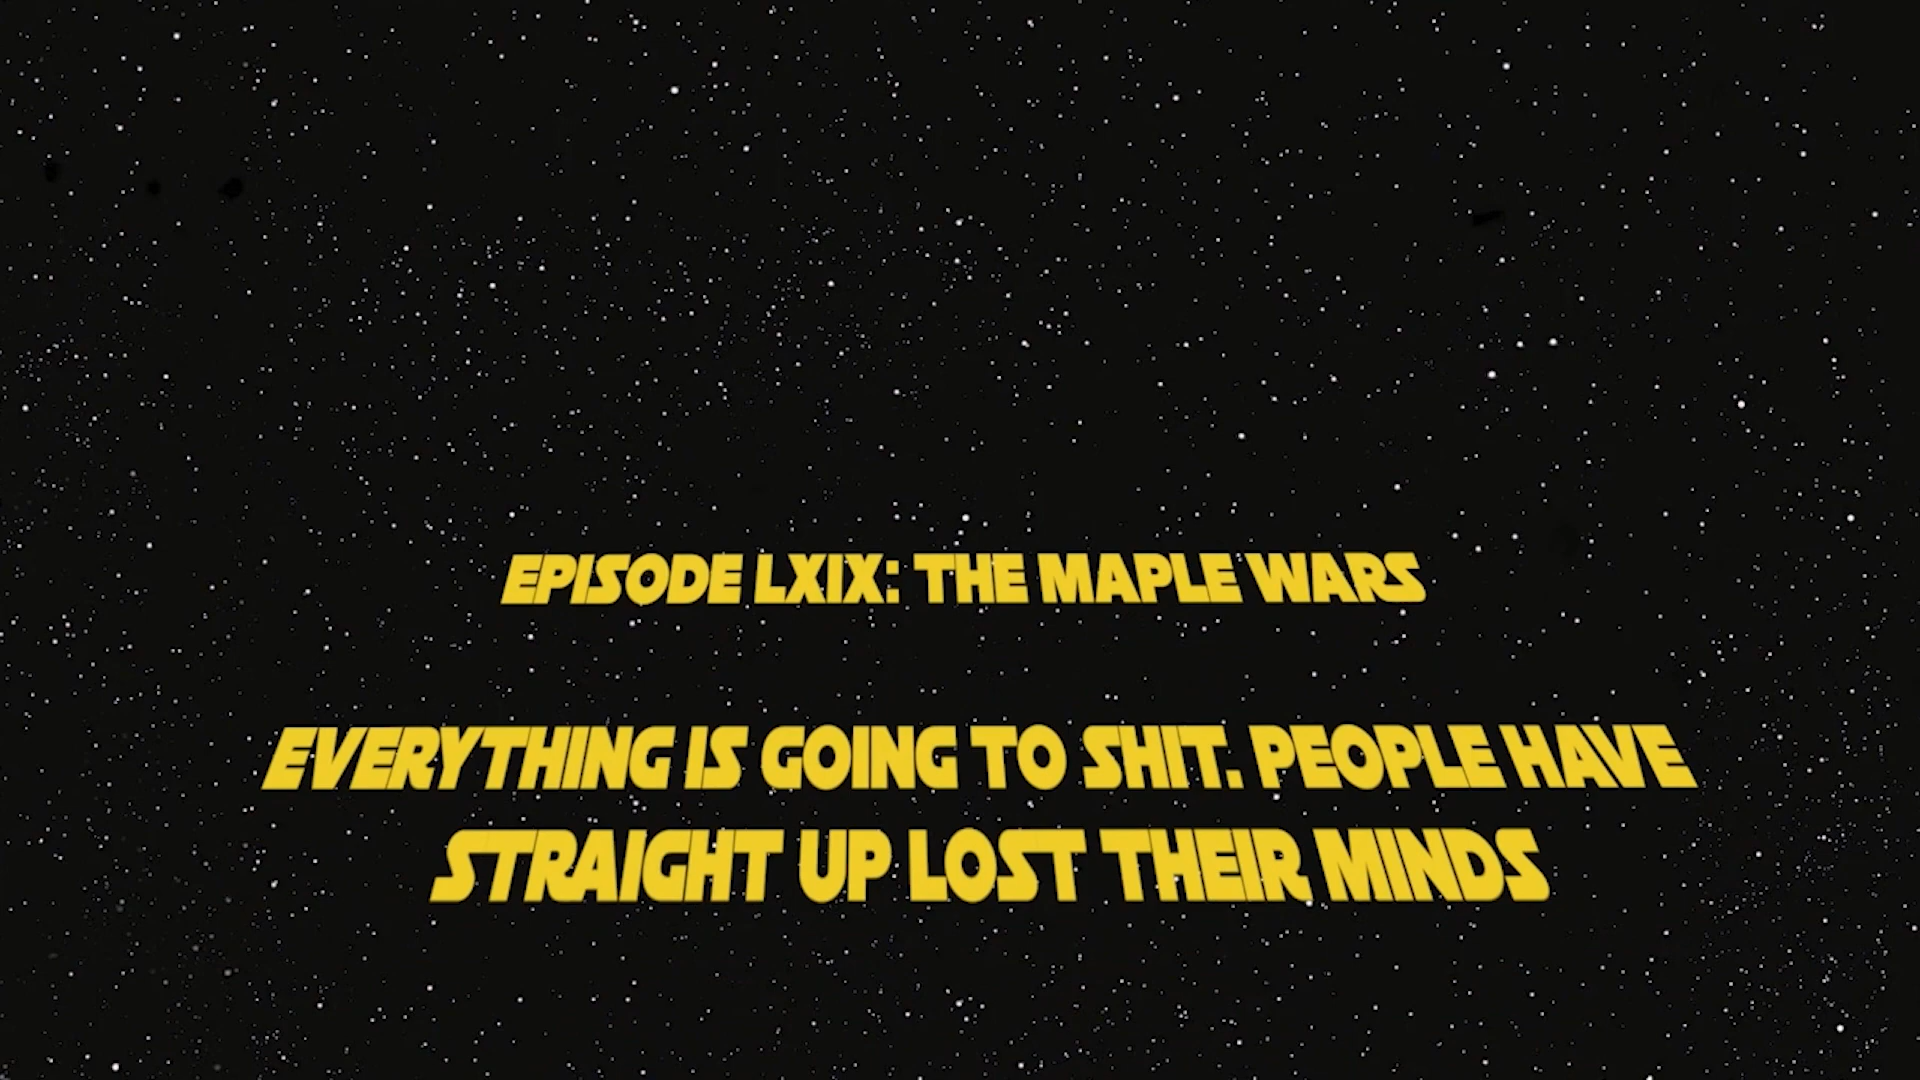 EPISODE LXIX: THE MAPLE WARS
EVERYTHING IS GOING TO SHIT. PEOPLE HAVE
STRAIGHT UP LOST THEIR MINDS